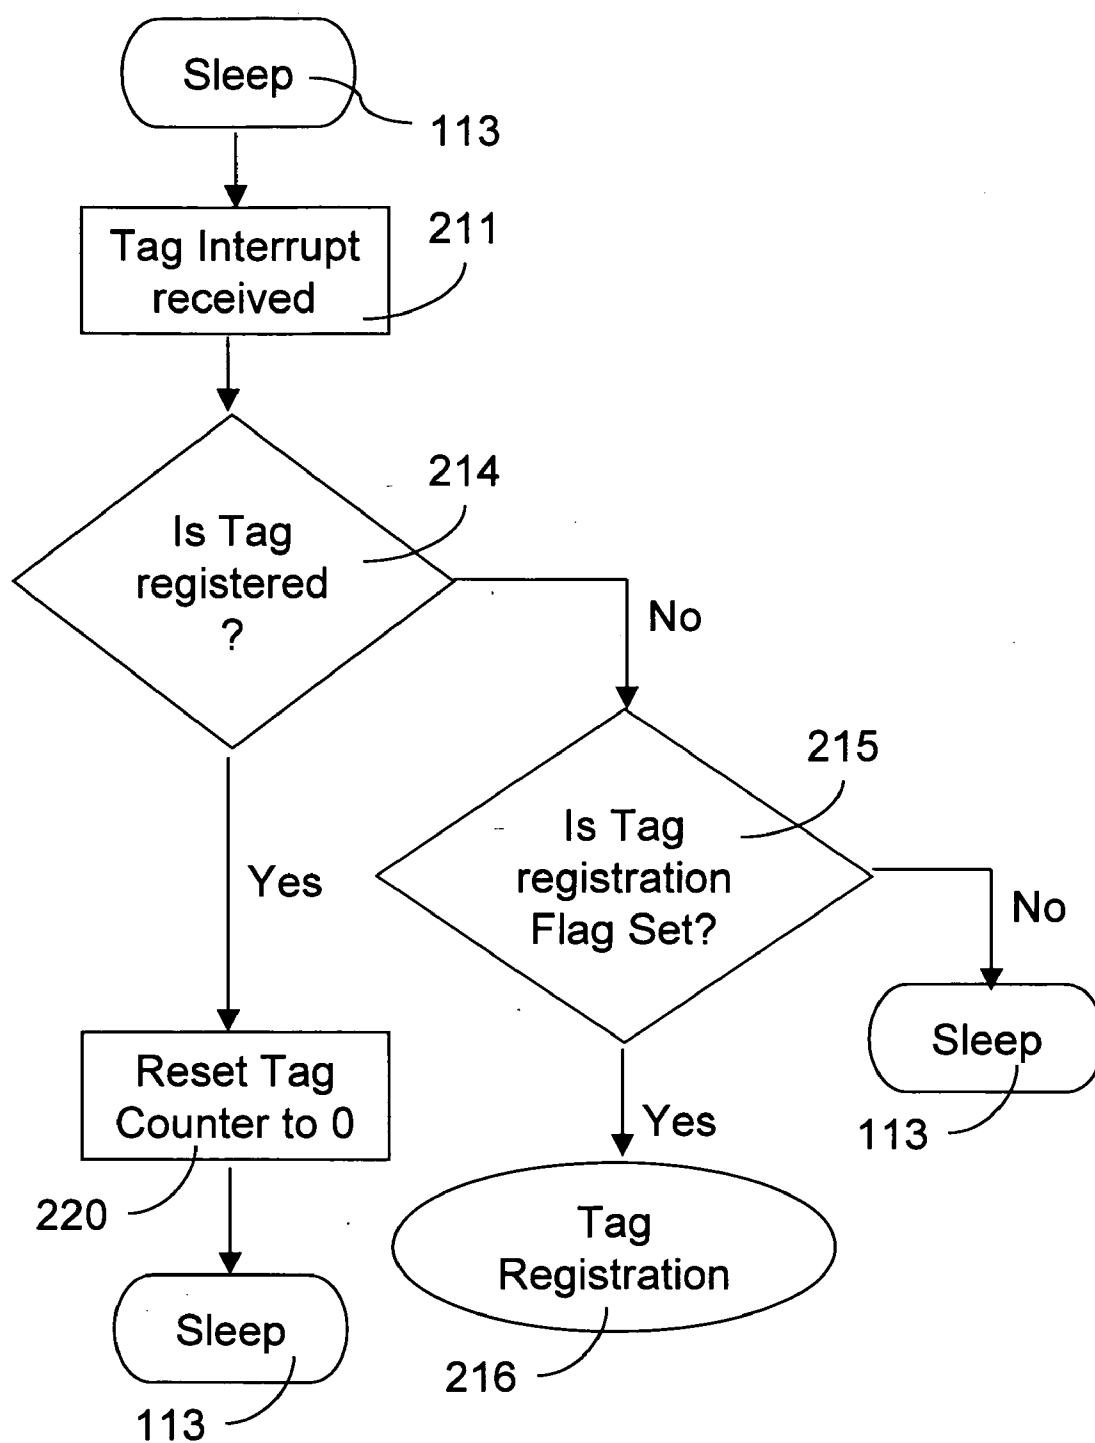 Sleep
113
Tag Interrupt
received
211
Is Tag
registered
?
214
No
Is Tag
registration
Flag Set?
215
Yes
No
Sleep
113
Reset Tag
Counter to 0
220
Yes
Tag
Registration
216
Sleep
113